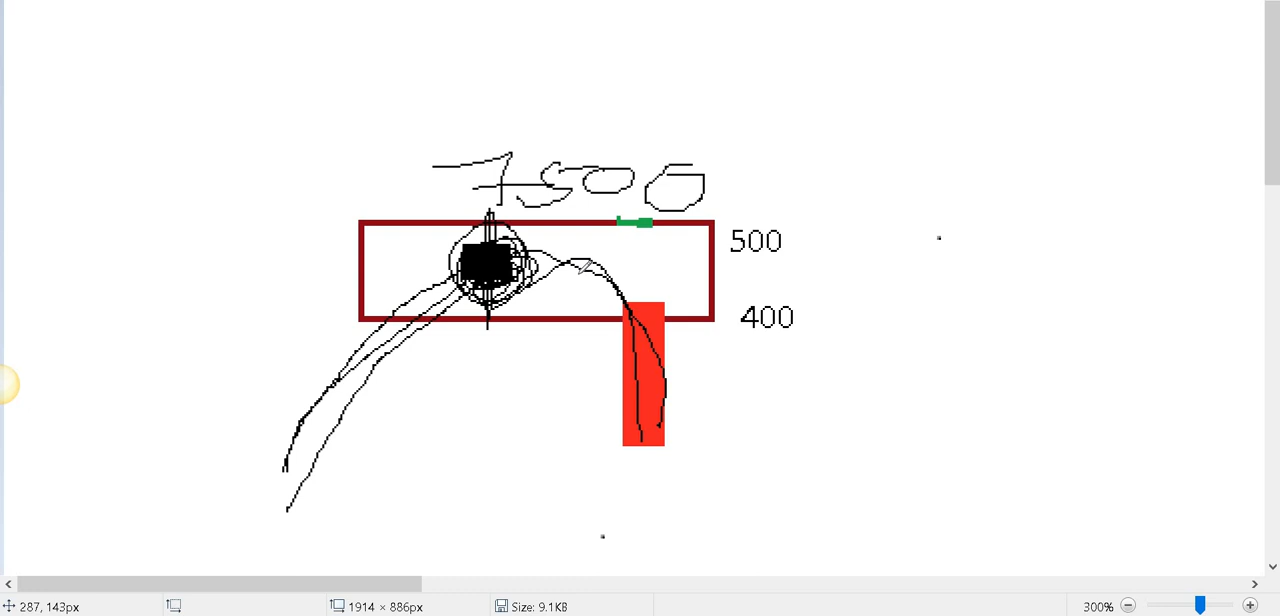 7500
500
400
287, 143px
1914 × 886px
Size: 9.1KB
300%